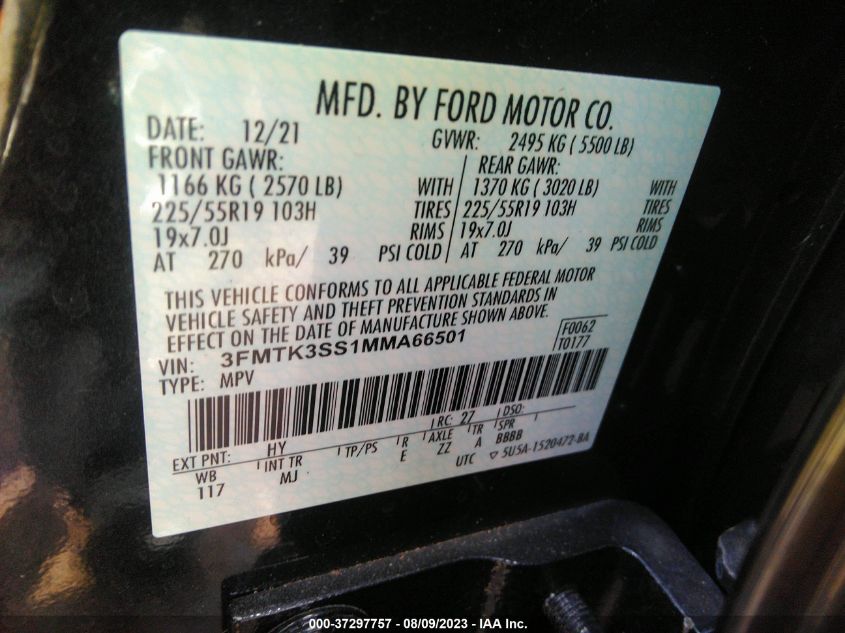 MFD. BY FORD MOTOR CO.
DATE: 12/21 GVWR: 2495 KG ( 5500 LB)
FRONT GAWR: REAR GAWR:
1166 KG ( 2570 LB) WITH 1370 KG ( 3020 LB) WITH
225/55R19 103H TIRES 225/55R19 103H TIRES
19x7.0J RIMS 19x7.0J RIMS
AT 270 kPa/ 39 PSI COLD AT 270 kPa/ 39 PSI COLD
THIS VEHICLE CONFORMS TO ALL APPLICABLE FEDERAL MOTOR
VEHICLE SAFETY AND THEFT PREVENTION STANDARDS IN
EFFECT ON THE DATE OF MANUFACTURE SHOWN ABOVE.
VIN: 3FMTK3SS1MMA66501 F0062
TYPE: MPV T0177
EXT PNT: HY RC: 27 DSO:
WB INT TR TP/PS R AXLE TR SPR
117 MJ E ZZ A BBBB
UTC ▽ 5U5A-1520472-BA
000-37297757 - 08/09/2023 - IAA Inc.